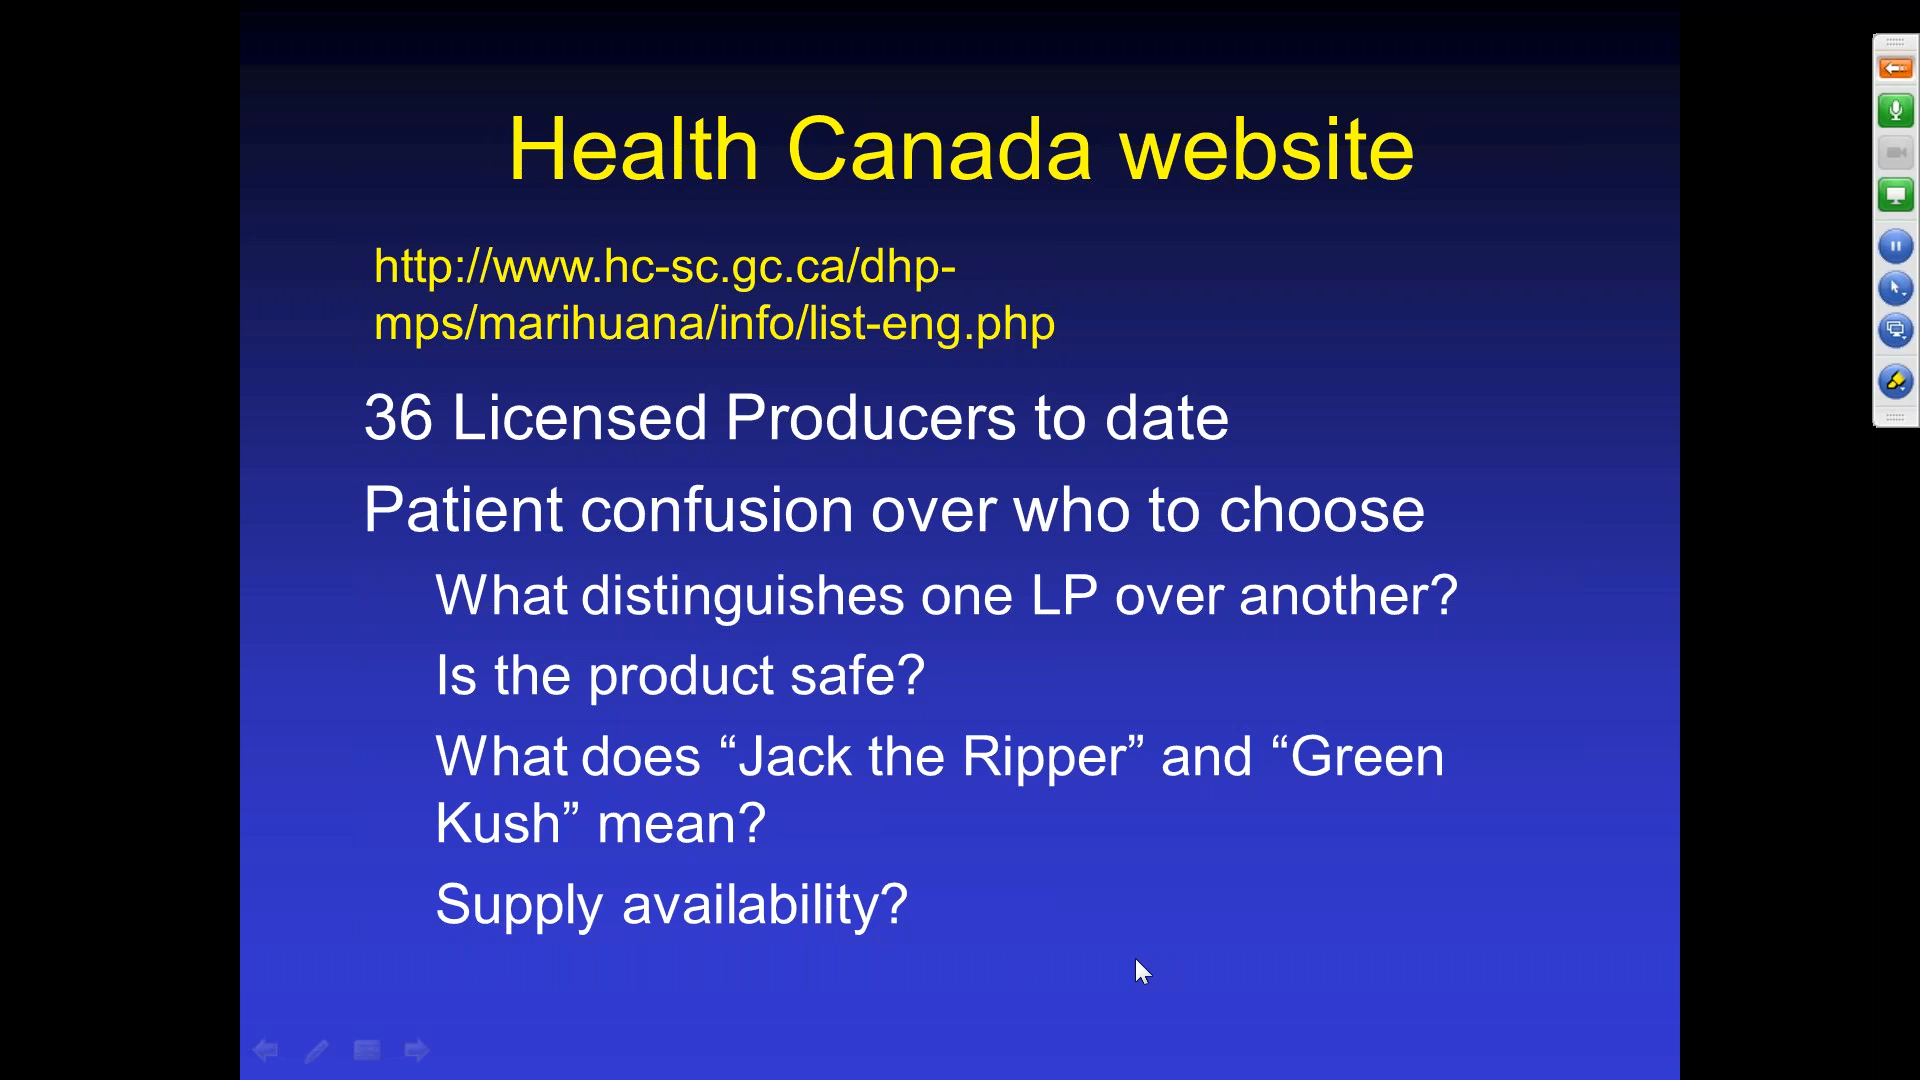 Health Canada website
http://www.hc-sc.gc.ca/dhp-
mps/marihuana/info/list-eng.php
36 Licensed Producers to date
Patient confusion over who to choose
What distinguishes one LP over another?
Is the product safe?
What does “Jack the Ripper” and “Green
Kush” mean?
Supply availability?